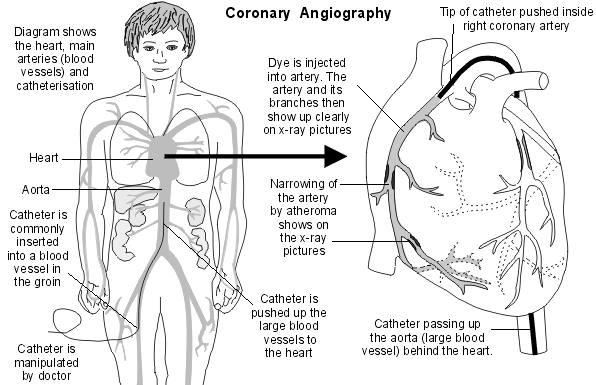 Coronary Angiography
Diagram shows
the heart, main
arteries (blood
vessels) and
catheterisation
Heart
Aorta
Catheter is
commonly
inserted
into a blood
vessel in
the groin
Catheter is
manipulated
by doctor
Catheter is
pushed up the
large blood
vessels to
the heart
Dye is injected
into artery. The
artery and its
branches then
show up clearly
on x-ray pictures
Narrowing of
the artery
by atheroma
shows on
the x-ray
pictures
Tip of catheter pushed inside
right coronary artery
Catheter passing up
the aorta (large blood
vessel) behind the heart.